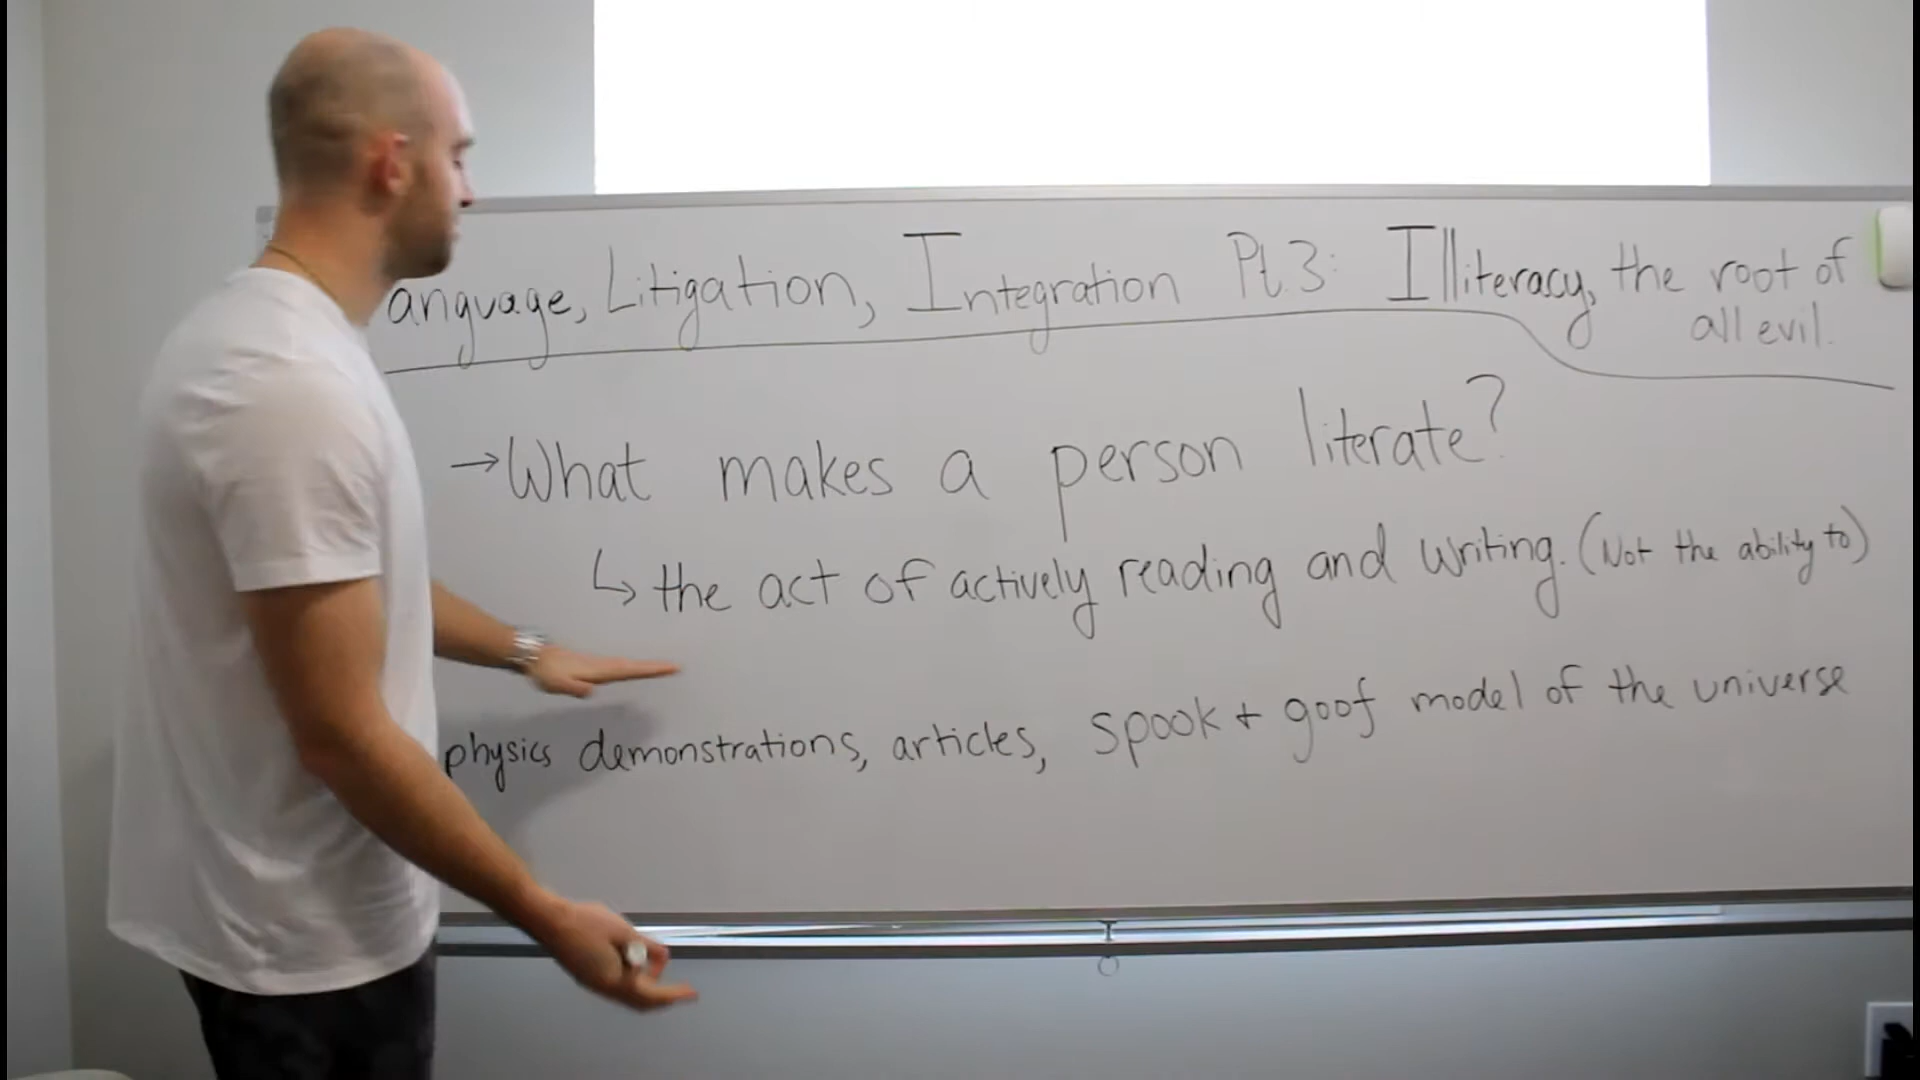 anguage, Litigation, Integration Pt.3: Illiteracy, the root of
all evil.
→What makes a person literate?
↳ the act of actively reading and writing. (Not the ability to)
physics demonstrations, articles, spook + goof model of the universe